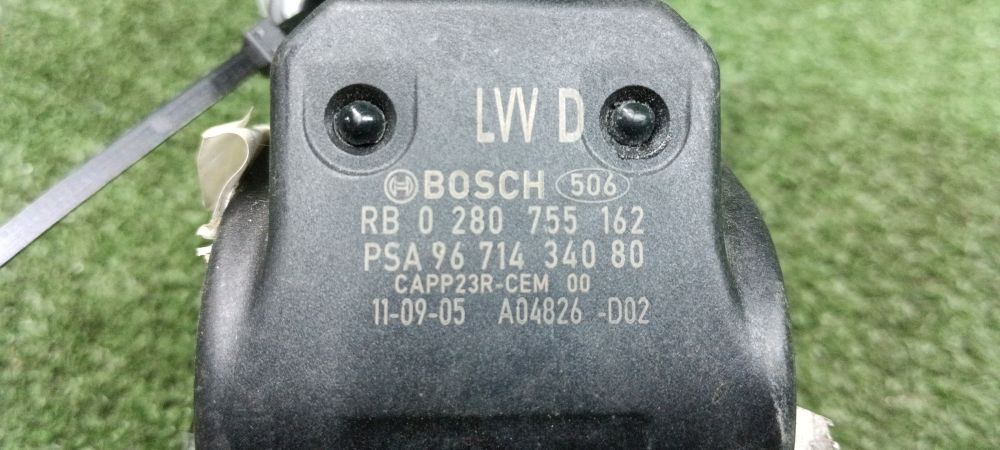 LW D
BOSCH 506
RB 0 280 755 162
PSA 96 714 340 80
CAPP23R-CEM 00
11-09-05 A04826 -D02